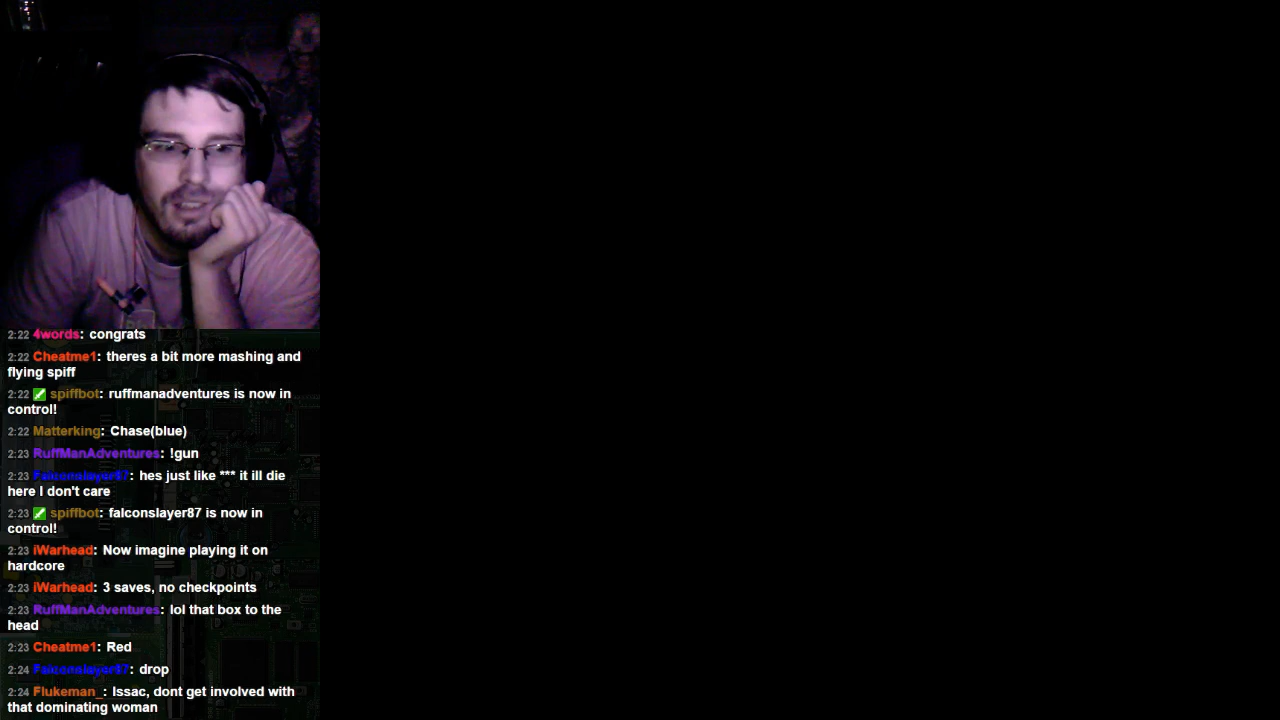 2:22 4words: congrats
2:22 Cheatme1: theres a bit more mashing and
flying spiff
2:22 spiffbot: ruffmanadventures is now in
control!
2:22 Matterking: Chase(blue)
2:23 RuffManAdventures: !gun
2:23 Falconslayer87: hes just like *** it ill die
here I don't care
2:23 spiffbot: falconslayer87 is now in
control!
2:23 iWarhead: Now imagine playing it on
hardcore
2:23 iWarhead: 3 saves, no checkpoints
2:23 RuffManAdventures: lol that box to the
head
2:23 Cheatme1: Red
2:24 Falconslayer87: drop
2:24 Flukeman_: Issac, dont get involved with
that dominating woman